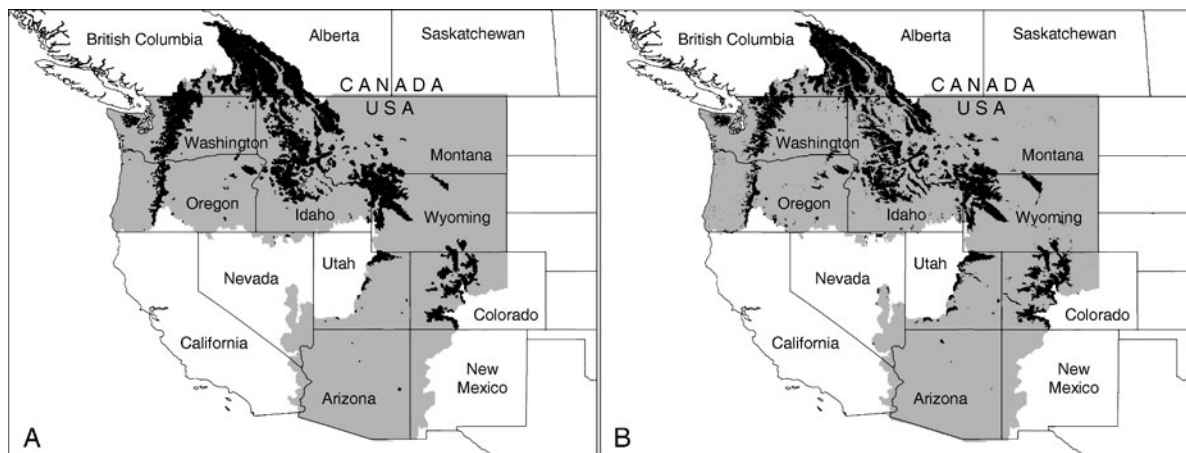 British Columbia
Alberta
Saskatchewan
CANADA
USA
Washington
Montana
Oregon
Idaho
Wyoming
Utah
Nevada
Colorado
California
New
Mexico
Arizona
A
British Columbia
Alberta
Saskatchewan
CANADA
USA
Washington
Montana
Oregon
Idaho
Wyoming
Utah
Nevada
Colorado
California
New
Mexico
Arizona
B